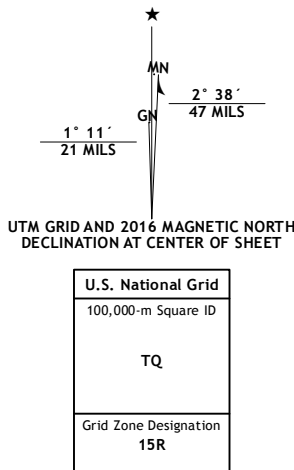 ★
MN
GN
2° 38´
47 MILS
1° 11´
21 MILS
UTM GRID AND 2016 MAGNETIC NORTH
DECLINATION AT CENTER OF SHEET
U.S. National Grid
100,000-m Square ID
TQ
Grid Zone Designation
15R